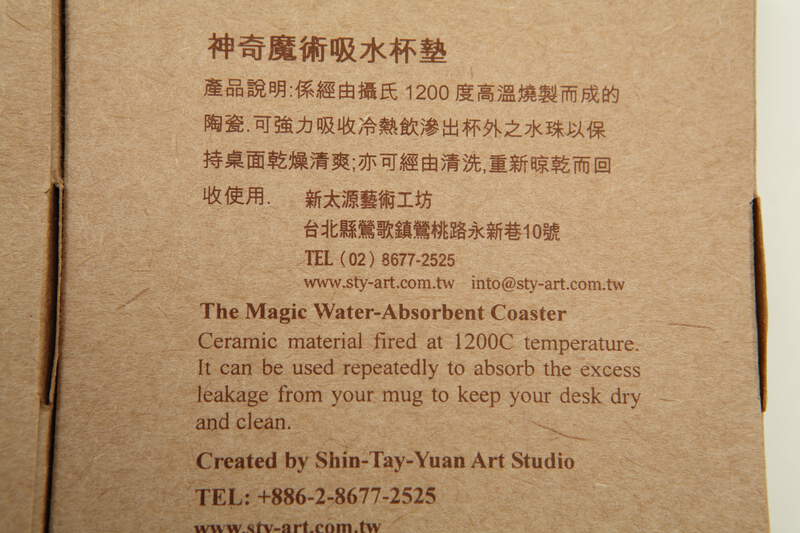 神奇魔術吸水杯墊
產品說明:係經由攝氏 1200 度高溫燒製而成的
陶瓷.可強力吸收冷熱飲滲出杯外之水珠以保
持桌面乾燥清爽;亦可經由清洗,重新晾乾而回
收使用.
新太源藝術工坊
台北縣鶯歌鎮鶯桃路永新巷10號
TEL (02) 8677-2525
www.sty-art.com.tw into@sty-art.com.tw
The Magic Water-Absorbent Coaster
Ceramic material fired at 1200C temperature.
It can be used repeatedly to absorb the excess
leakage from your mug to keep your desk dry
and clean.
Created by Shin-Tay-Yuan Art Studio
TEL: +886-2-8677-2525
www.sty-art.com.tw